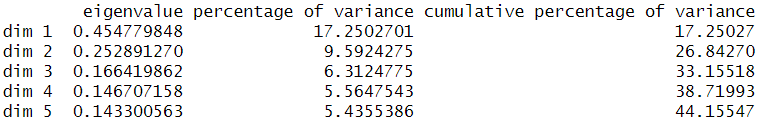 eigenvalue percentage of variance cumulative percentage of variance
dim 1 0.454779848 17.2502701 17.25027
dim 2 0.252891270 9.5924275 26.84270
dim 3 0.166419862 6.3124775 33.15518
dim 4 0.146707158 5.5647543 38.71993
dim 5 0.143300563 5.4355386 44.15547